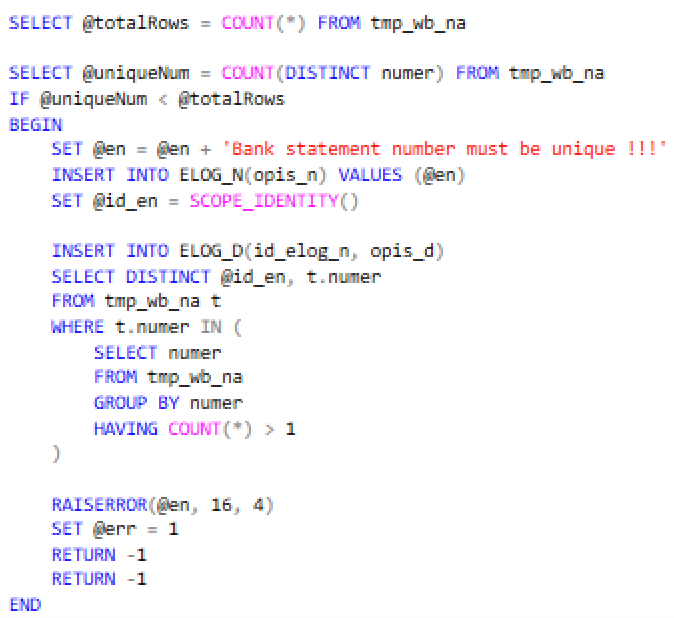 SELECT @totalRows = COUNT(*) FROM tmp_wb_na
SELECT @uniqueNum = COUNT(DISTINCT numer) FROM tmp_wb_na
IF @uniqueNum < @totalRows
BEGIN
SET @en = @en + 'Bank statement number must be unique !!!'
INSERT INTO ELOG_N(opis_n) VALUES (@en)
SET @id_en = SCOPE_IDENTITY()
INSERT INTO ELOG_D(id_elog_n, opis_d)
SELECT DISTINCT @id_en, t.numer
FROM tmp_wb_na t
WHERE t.numer IN (
SELECT numer
FROM tmp_wb_na
GROUP BY numer
HAVING COUNT(*) > 1
)
RAISERROR(@en, 16, 4)
SET @err = 1
RETURN -1
RETURN -1
END